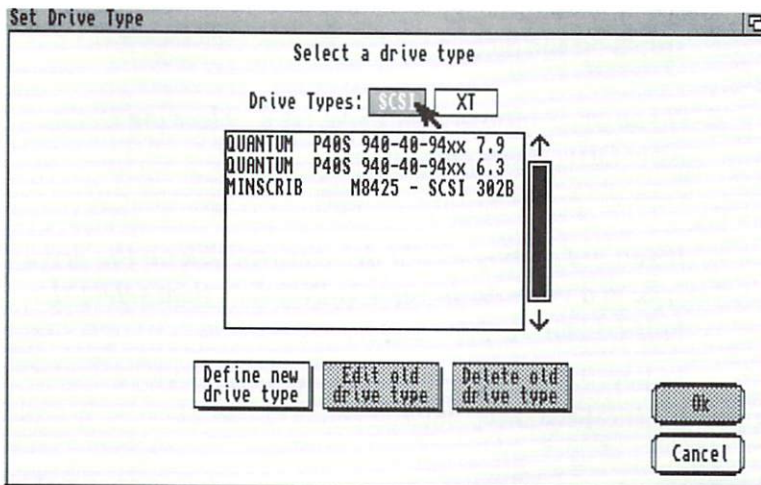 Set Drive Type
Select a drive type
Drive Types: SCSI XT
QUANTUM P40S 940-40-94xx 7.9
QUANTUM P40S 940-40-94xx 6.3
MINSCRIB M8425 - SCSI 302B
Define new drive type
Edit old drive type
Delete old drive type
Ok
Cancel